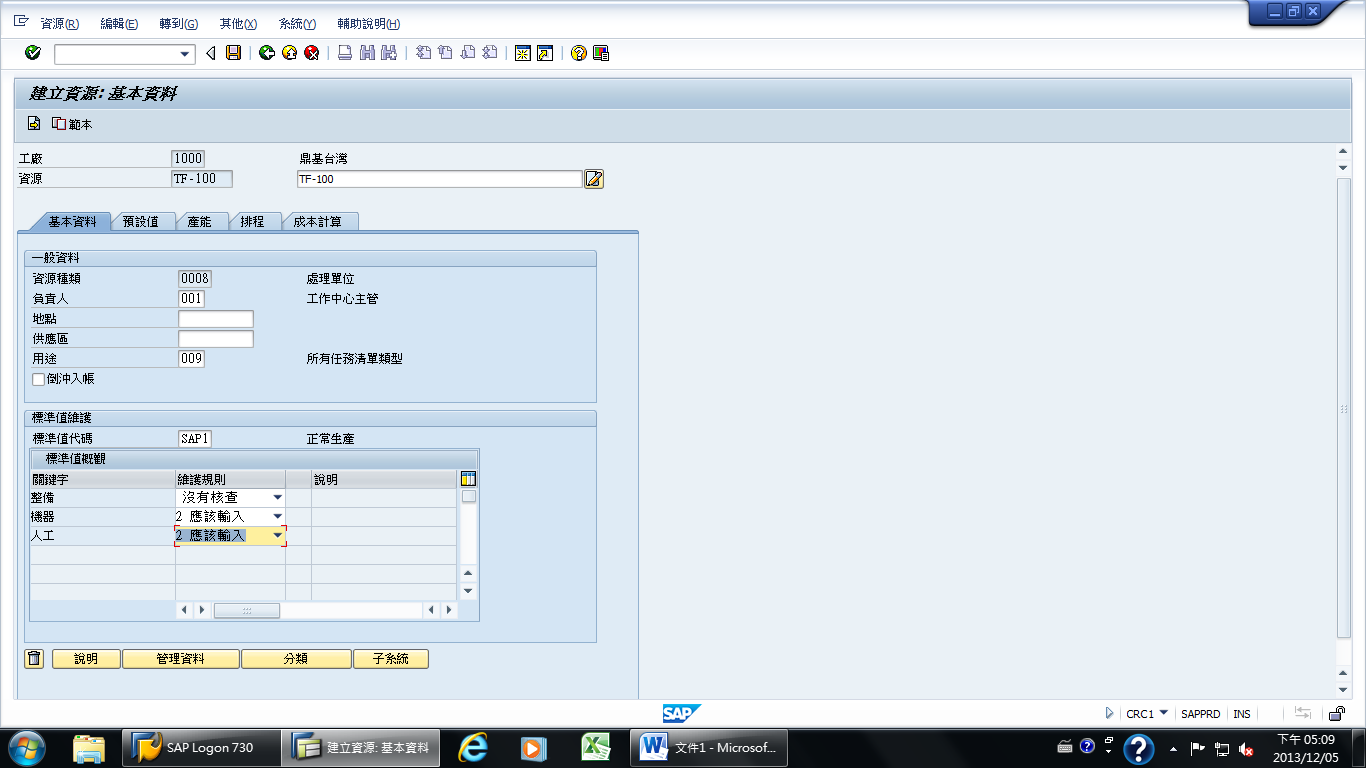 資源(R) 編輯(E) 轉到(G) 其他(X) 系統(Y) 輔助說明(H)
建立資源: 基本資料
範本
工廠 1000 鼎基台灣
資源 TF-100 TF-100
基本資料 預設值 產能 排程 成本計算
一般資料
資源種類 0008 處理單位
負責人 001 工作中心主管
地點
供應區
用途 009 所有任務清單類型
倒沖入帳
標準值維護
標準值代碼 SAP1 正常生產
標準值概觀
關鍵字 維護規則 說明
整備 沒有核查
機器 2 應該輸入
人工 2 應該輸入
說明 管理資料 分類 子系統
SAP CRC1 SAPPRD INS
SAP Logon 730 建立資源: 基本資料 文件1 - Microsof... 下午 05:09
2013/12/05